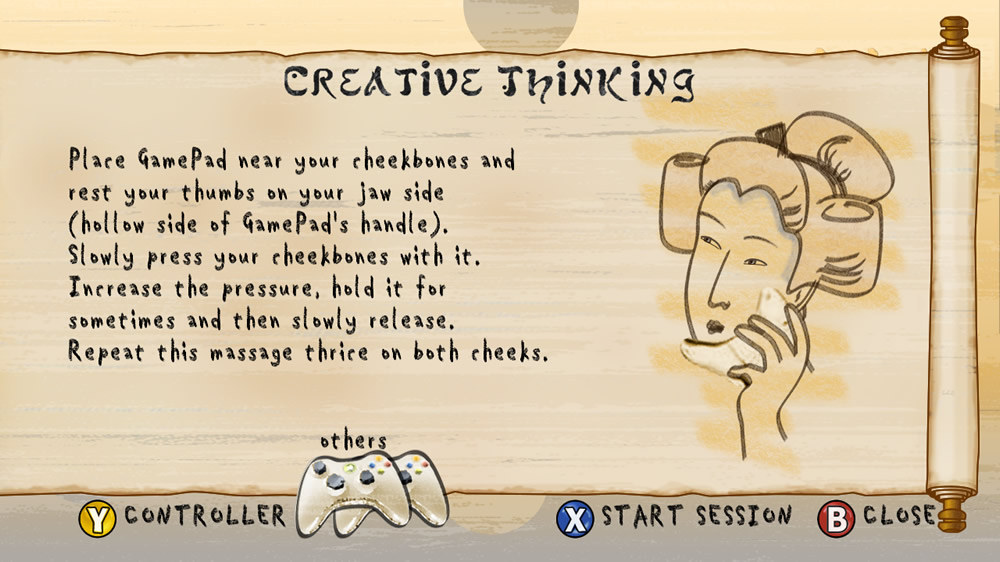 CREATIVE THINKING
Place GamePad near your cheekbones and
rest your thumbs on your jaw side
(hollow side of GamePad's handle).
Slowly press your cheekbones with it.
Increase the pressure, hold it for
sometimes and then slowly release.
Repeat this massage thrice on both cheeks.
others
Y CONTROLLER
X START SESSION
B CLOSE